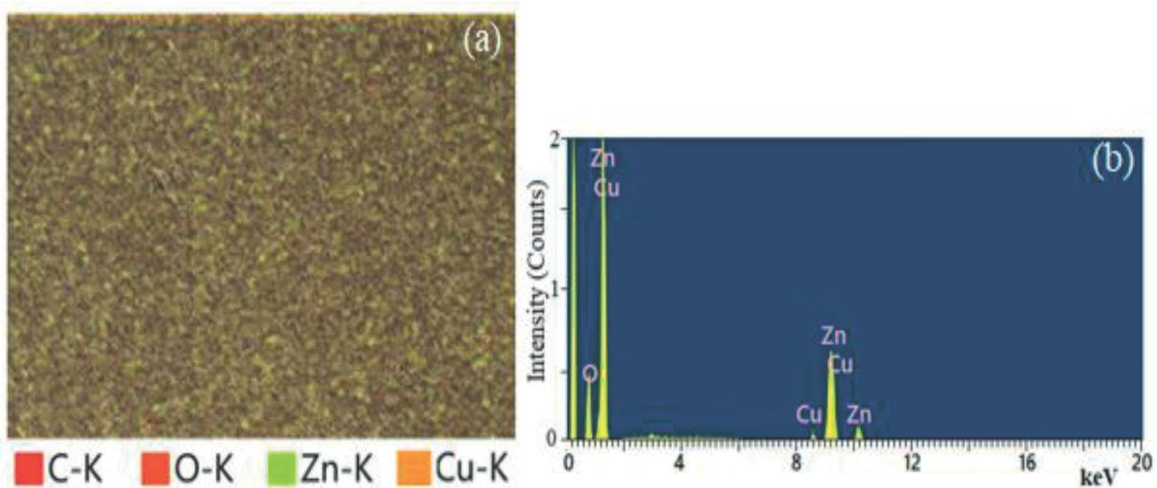 (a)
C-K O-K Zn-K Cu-K
(b)
Intensity (Counts)
2
1
0
Zn
Cu
O
Zn
Cu
Cu
Zn
0 4 8 12 16 20
keV